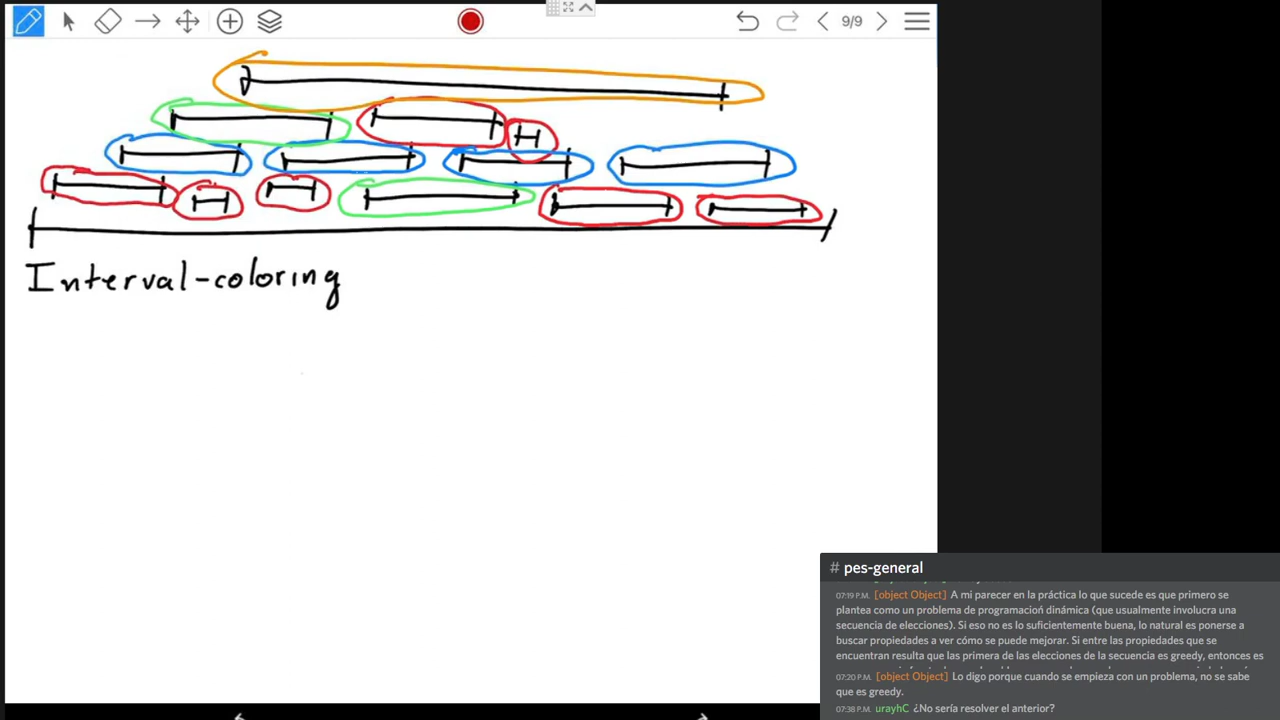 9/9
Interval-coloring
# pes-general
07:19 P.M. [object Object] A mi parecer en la práctica lo que sucede es que primero se
plantea como un problema de programación dinámica (que usualmente involucra una
secuencia de elecciones). Si eso no es lo suficientemente buena, lo natural es ponerse a
buscar propiedades a ver cómo se puede mejorar. Si entre las propiedades que se
encuentran resulta que las primera de las elecciones de la secuencia es greedy, entonces es
07:20 P.M. [object Object] Lo digo porque cuando se empieza con un problema, no se sabe
que es greedy.
07:38 P.M. urayhC ¿No sería resolver el anterior?